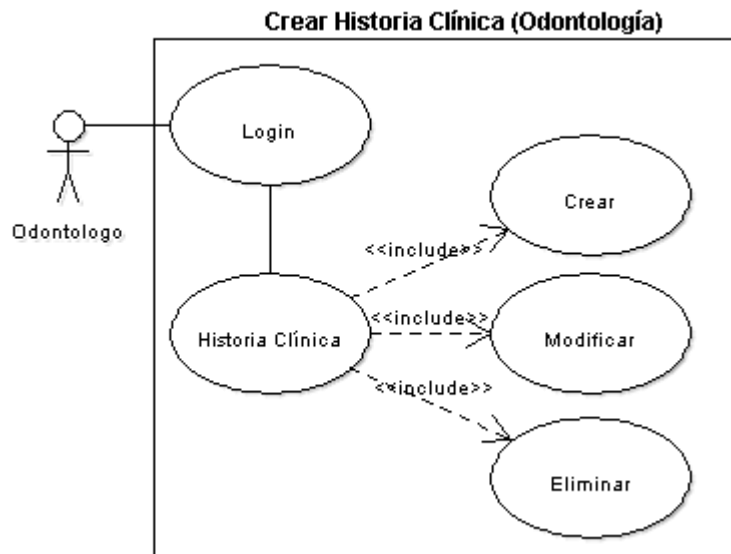 Crear Historia Clínica (Odontología)
Login
Odontologo
Crear
<<include>>
Historia Clínica
<<include>>
Modificar
<<include>>
Eliminar